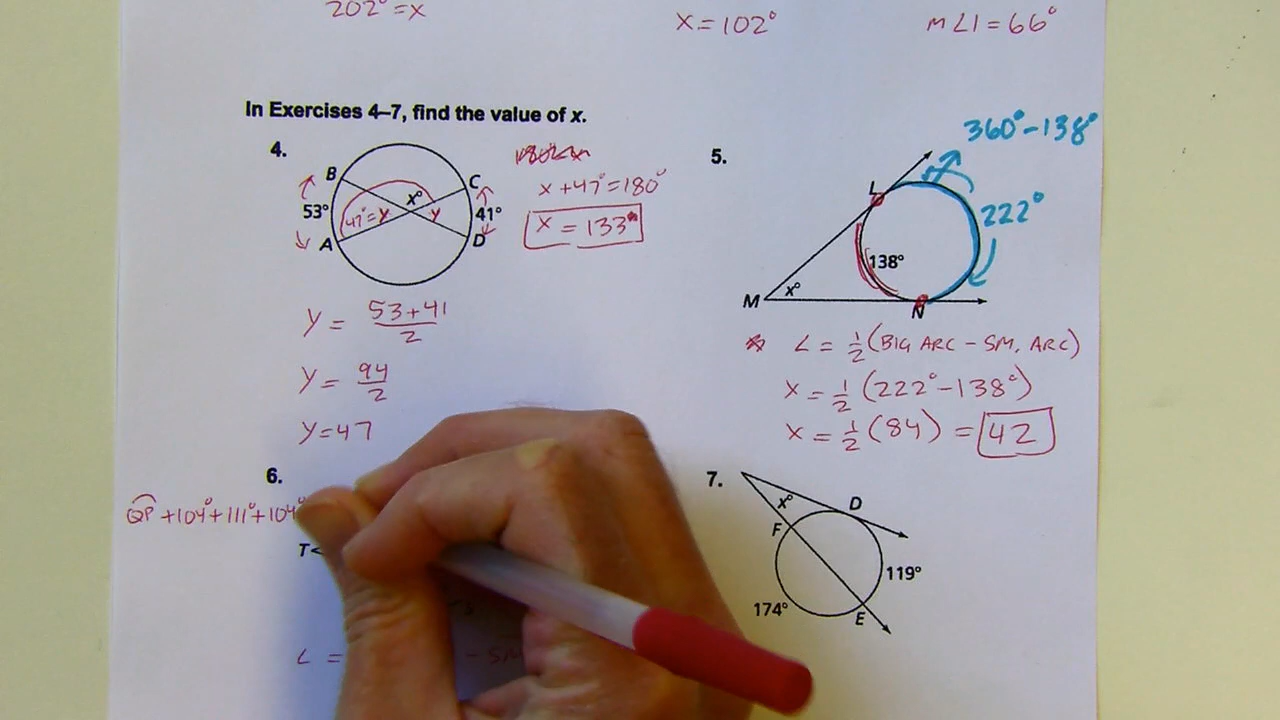 202° = x
x = 102°
m∠1 = 66°
In Exercises 4–7, find the value of x.
4.
B
C
53°
x°
47° = y
y
41°
A
D
x + 47° = 180°
x = 133°
y = 53+41/2
y = 94/2
y = 47
5.
360° - 138°
L
222°
138°
M
x°
N
* ∠ = 1/2 (BIG ARC - SM. ARC)
x = 1/2 (222° - 138°)
x = 1/2 (84) = 42
6.
QP + 104° + 111° + 104°
T
∠ =
7.
x°
D
F
119°
174°
E